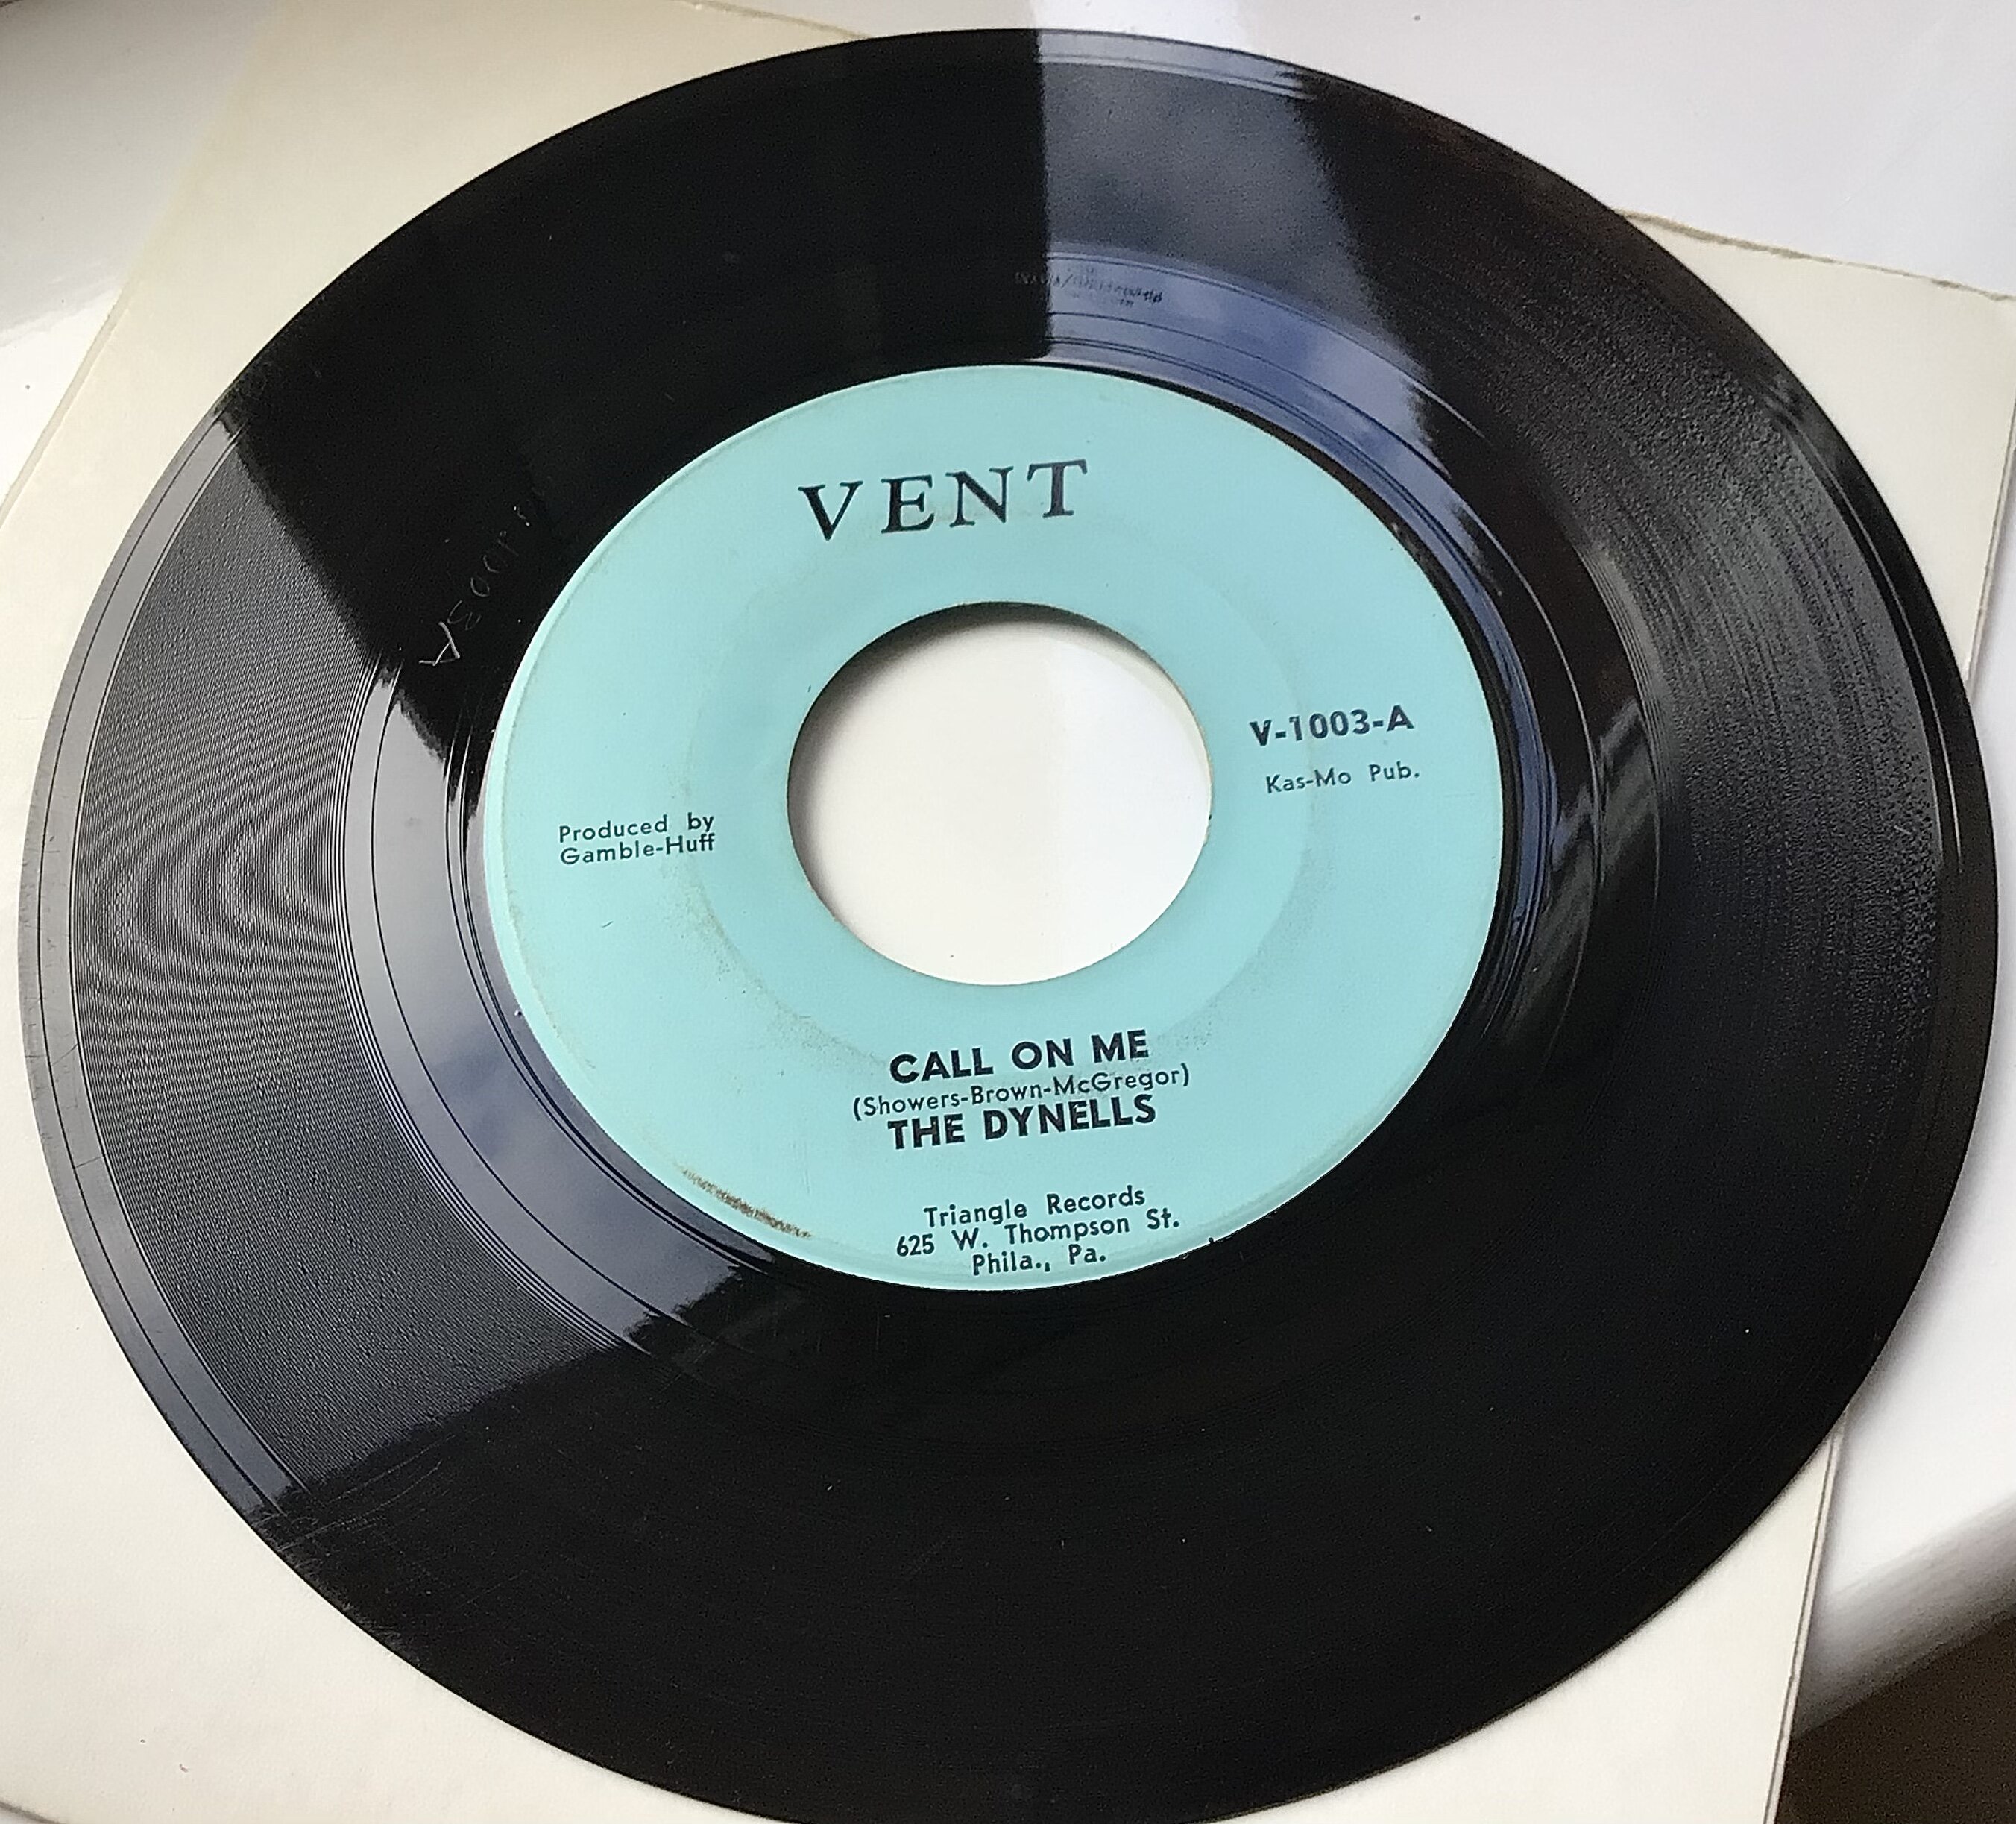 VENT
V-1003-A
Kas-Mo Pub.
Produced by
Gamble-Huff
CALL ON ME
(Showers-Brown-McGregor)
THE DYNELLS
Triangle Records
625 W. Thompson St.
Phila., Pa.